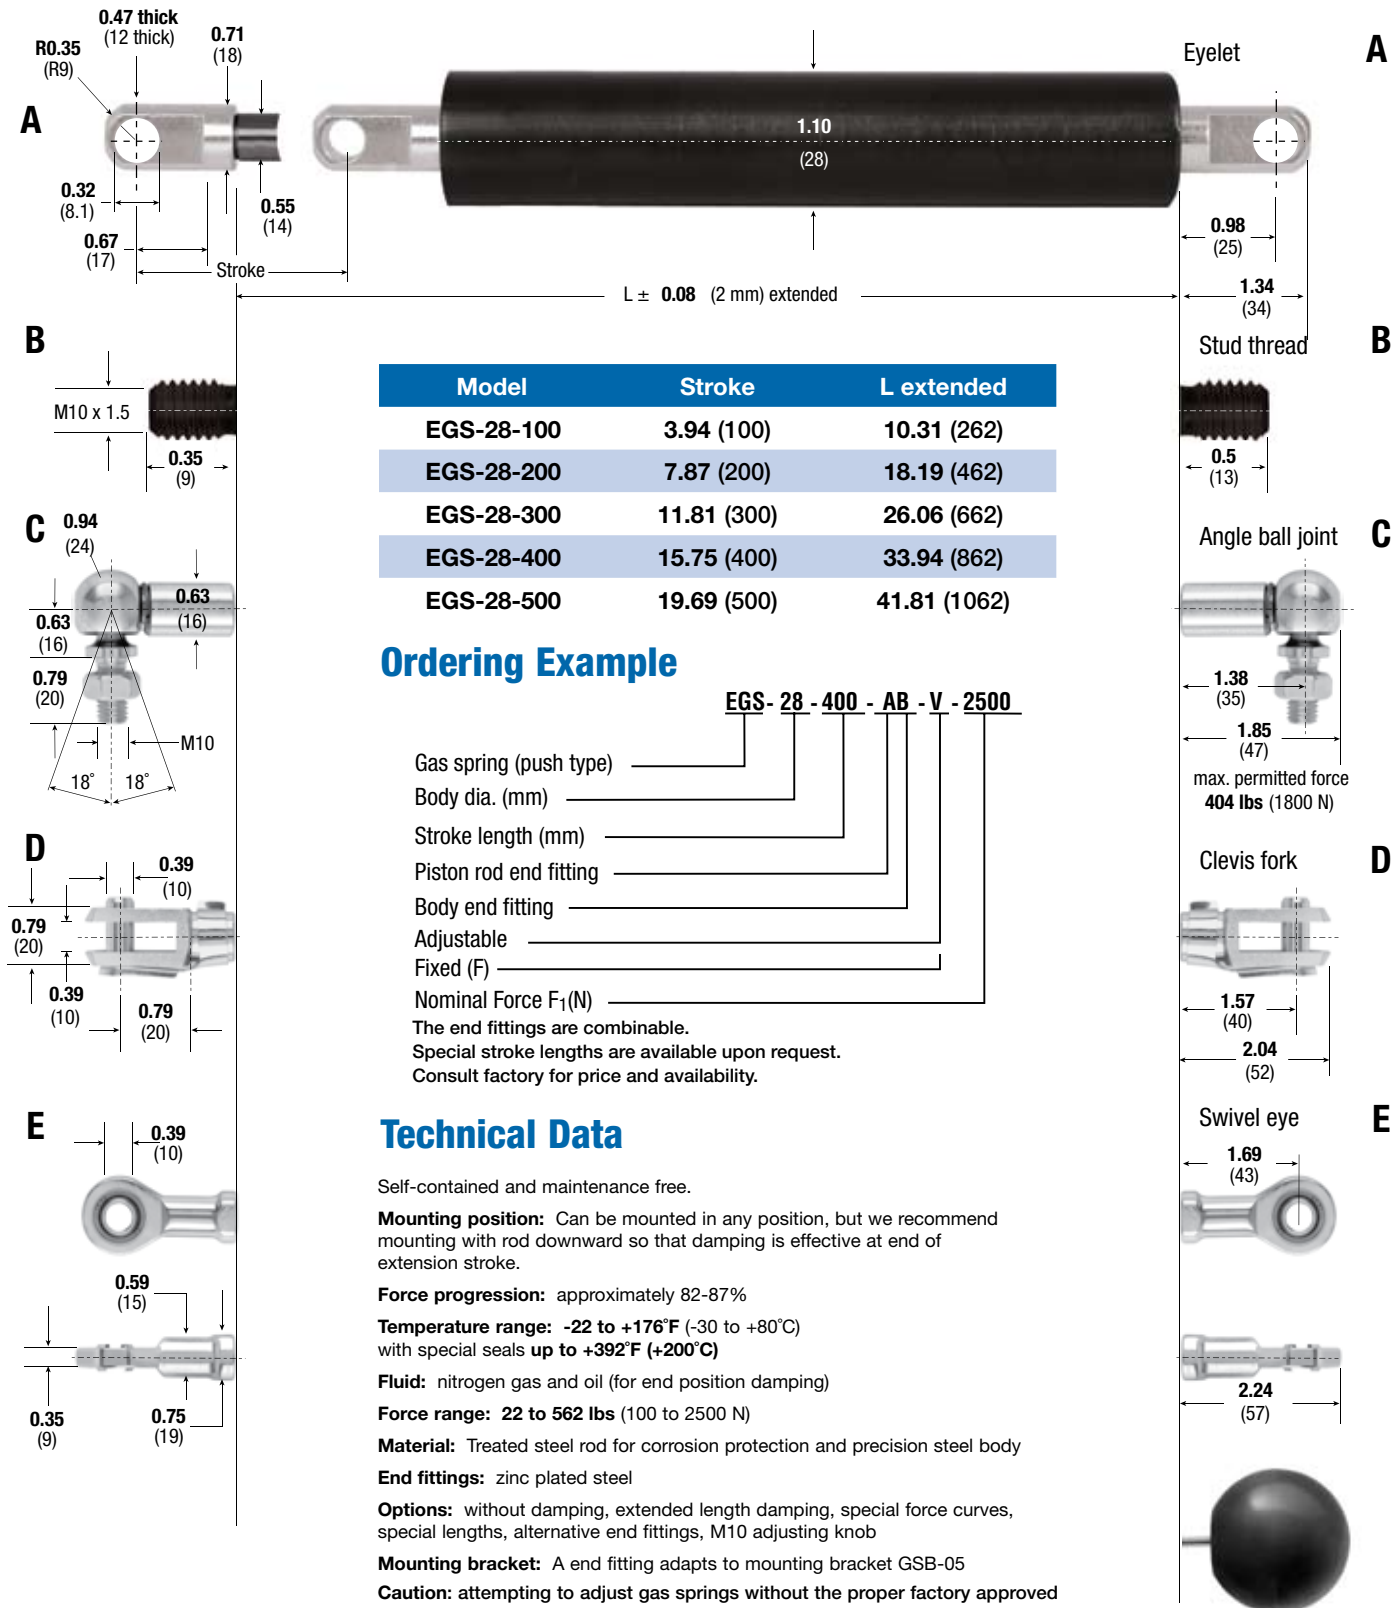 0.47 thick
(12 thick)
0.71
(18)
R0.35
(R9)
Eyelet
A
A
1.10
(28)
0.32
(8.1)
0.55
(14)
0.67
(17)
Stroke
0.98
(25)
L ± 0.08 (2 mm) extended
1.34
(34)
B
Stud thread
B
M10 x 1.5
0.35
(9)
0.5
(13)
Model Stroke L extended
EGS-28-100 3.94 (100) 10.31 (262)
EGS-28-200 7.87 (200) 18.19 (462)
EGS-28-300 11.81 (300) 26.06 (662)
EGS-28-400 15.75 (400) 33.94 (862)
EGS-28-500 19.69 (500) 41.81 (1062)
C
0.94
(24)
0.63
(16)
0.63
(16)
0.79
(20)
M10
18° 18°
Angle ball joint
C
1.38
(35)
1.85
(47)
max. permitted force
404 lbs (1800 N)
Ordering Example
EGS- 28 - 400 - AB - V - 2500
Gas spring (push type)
Body dia. (mm)
Stroke length (mm)
Piston rod end fitting
Body end fitting
Adjustable
Fixed (F)
Nominal Force F1(N)
The end fittings are combinable.
Special stroke lengths are available upon request.
Consult factory for price and availability.
D
0.39
(10)
0.79
(20)
0.39
(10)
0.79
(20)
Clevis fork
D
1.57
(40)
2.04
(52)
E
0.39
(10)
0.59
(15)
0.35
(9)
0.75
(19)
Swivel eye
E
1.69
(43)
2.24
(57)
Technical Data
Self-contained and maintenance free.
Mounting position: Can be mounted in any position, but we recommend
mounting with rod downward so that damping is effective at end of
extension stroke.
Force progression: approximately 82-87%
Temperature range: -22 to +176°F (-30 to +80°C)
with special seals up to +392°F (+200°C)
Fluid: nitrogen gas and oil (for end position damping)
Force range: 22 to 562 lbs (100 to 2500 N)
Material: Treated steel rod for corrosion protection and precision steel body
End fittings: zinc plated steel
Options: without damping, extended length damping, special force curves,
special lengths, alternative end fittings, M10 adjusting knob
Mounting bracket: A end fitting adapts to mounting bracket GSB-05
Caution: attempting to adjust gas springs without the proper factory approved